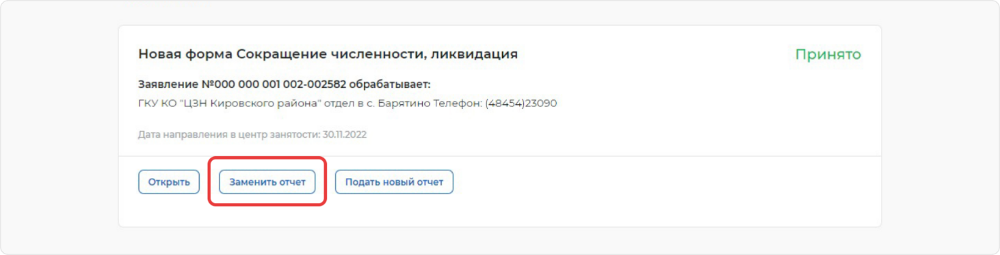 Новая форма Сокращение численности, ликвидация
Принято
Заявление №000 000 001 002-002582 обрабатывает:
ГКУ КО "ЦЗН Кировского района" отдел в с. Барятино Телефон: (48454)23090
Дата направления в центр занятости: 30.11.2022
Открыть
Заменить отчет
Подать новый отчет